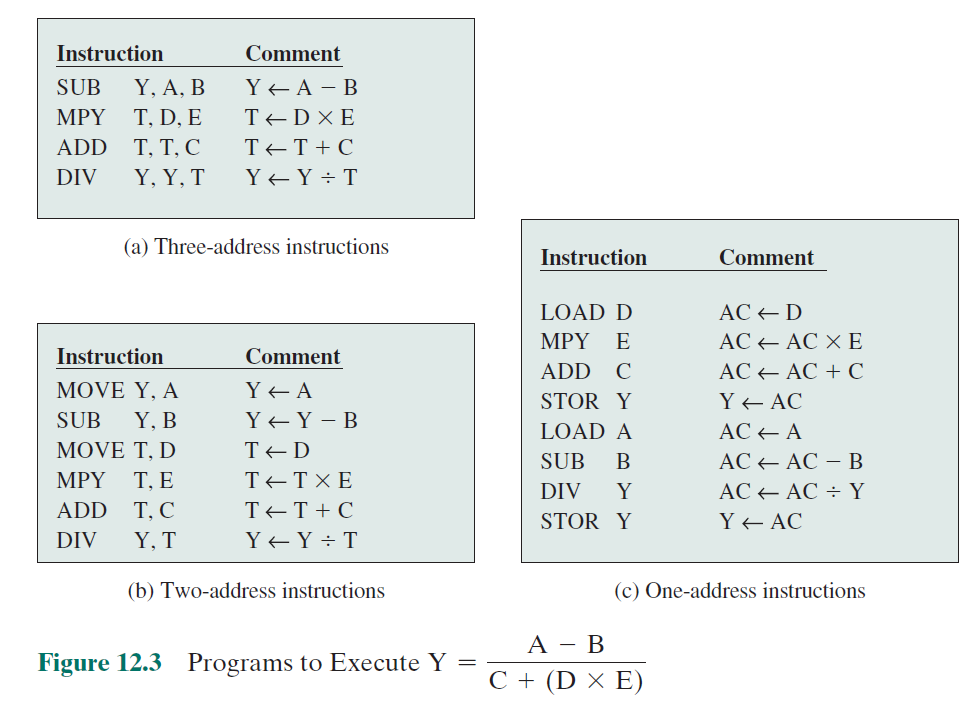 Instruction Comment
SUB Y, A, B Y ← A − B
MPY T, D, E T ← D × E
ADD T, T, C T ← T + C
DIV Y, Y, T Y ← Y ÷ T
(a) Three-address instructions
Instruction Comment
MOVE Y, A Y ← A
SUB Y, B Y ← Y − B
MOVE T, D T ← D
MPY T, E T ← T × E
ADD T, C T ← T + C
DIV Y, T Y ← Y ÷ T
(b) Two-address instructions
Instruction Comment
LOAD D AC ← D
MPY E AC ← AC × E
ADD C AC ← AC + C
STOR Y Y ← AC
LOAD A AC ← A
SUB B AC ← AC − B
DIV Y AC ← AC ÷ Y
STOR Y Y ← AC
(c) One-address instructions
A − B
Figure 12.3 Programs to Execute Y =
C + (D × E)